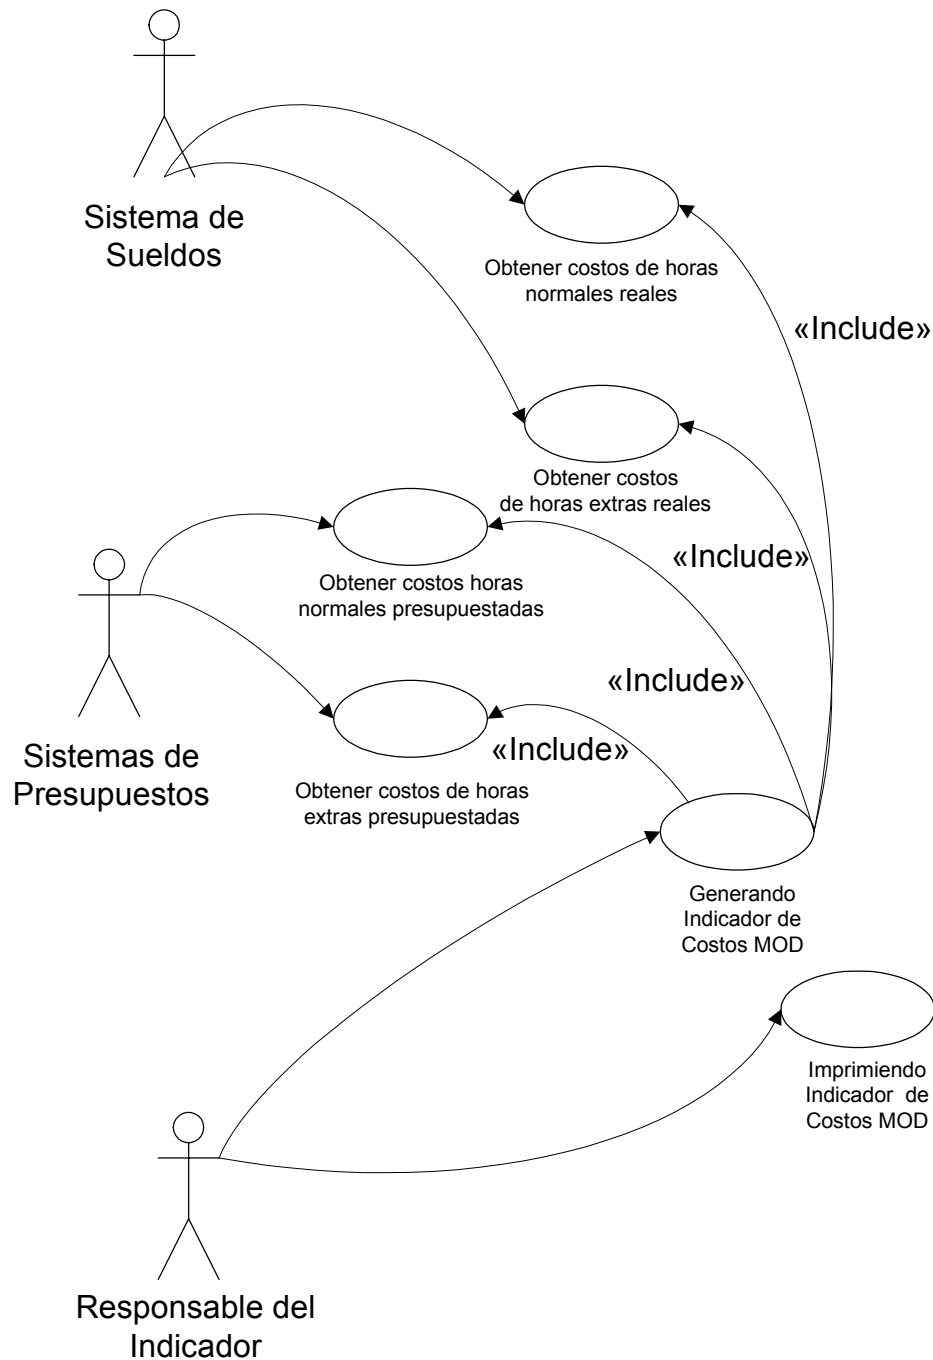 Sistema de
Sueldos
Obtener costos de horas
normales reales
«Include»
Obtener costos
de horas extras reales
«Include»
Obtener costos horas
normales presupuestadas
«Include»
Sistemas de
Presupuestos
«Include»
Obtener costos de horas
extras presupuestadas
Generando
Indicador de
Costos MOD
Imprimiendo
Indicador de
Costos MOD
Responsable del
Indicador